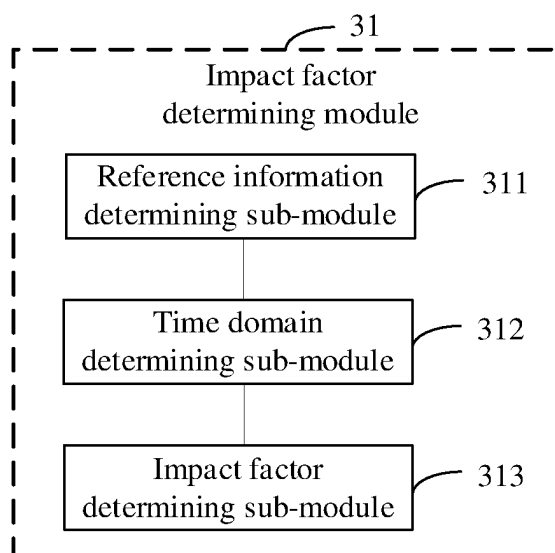 31
Impact factor
determining module
Reference information
determining sub-module
311
Time domain
determining sub-module
312
Impact factor
determining sub-module
313